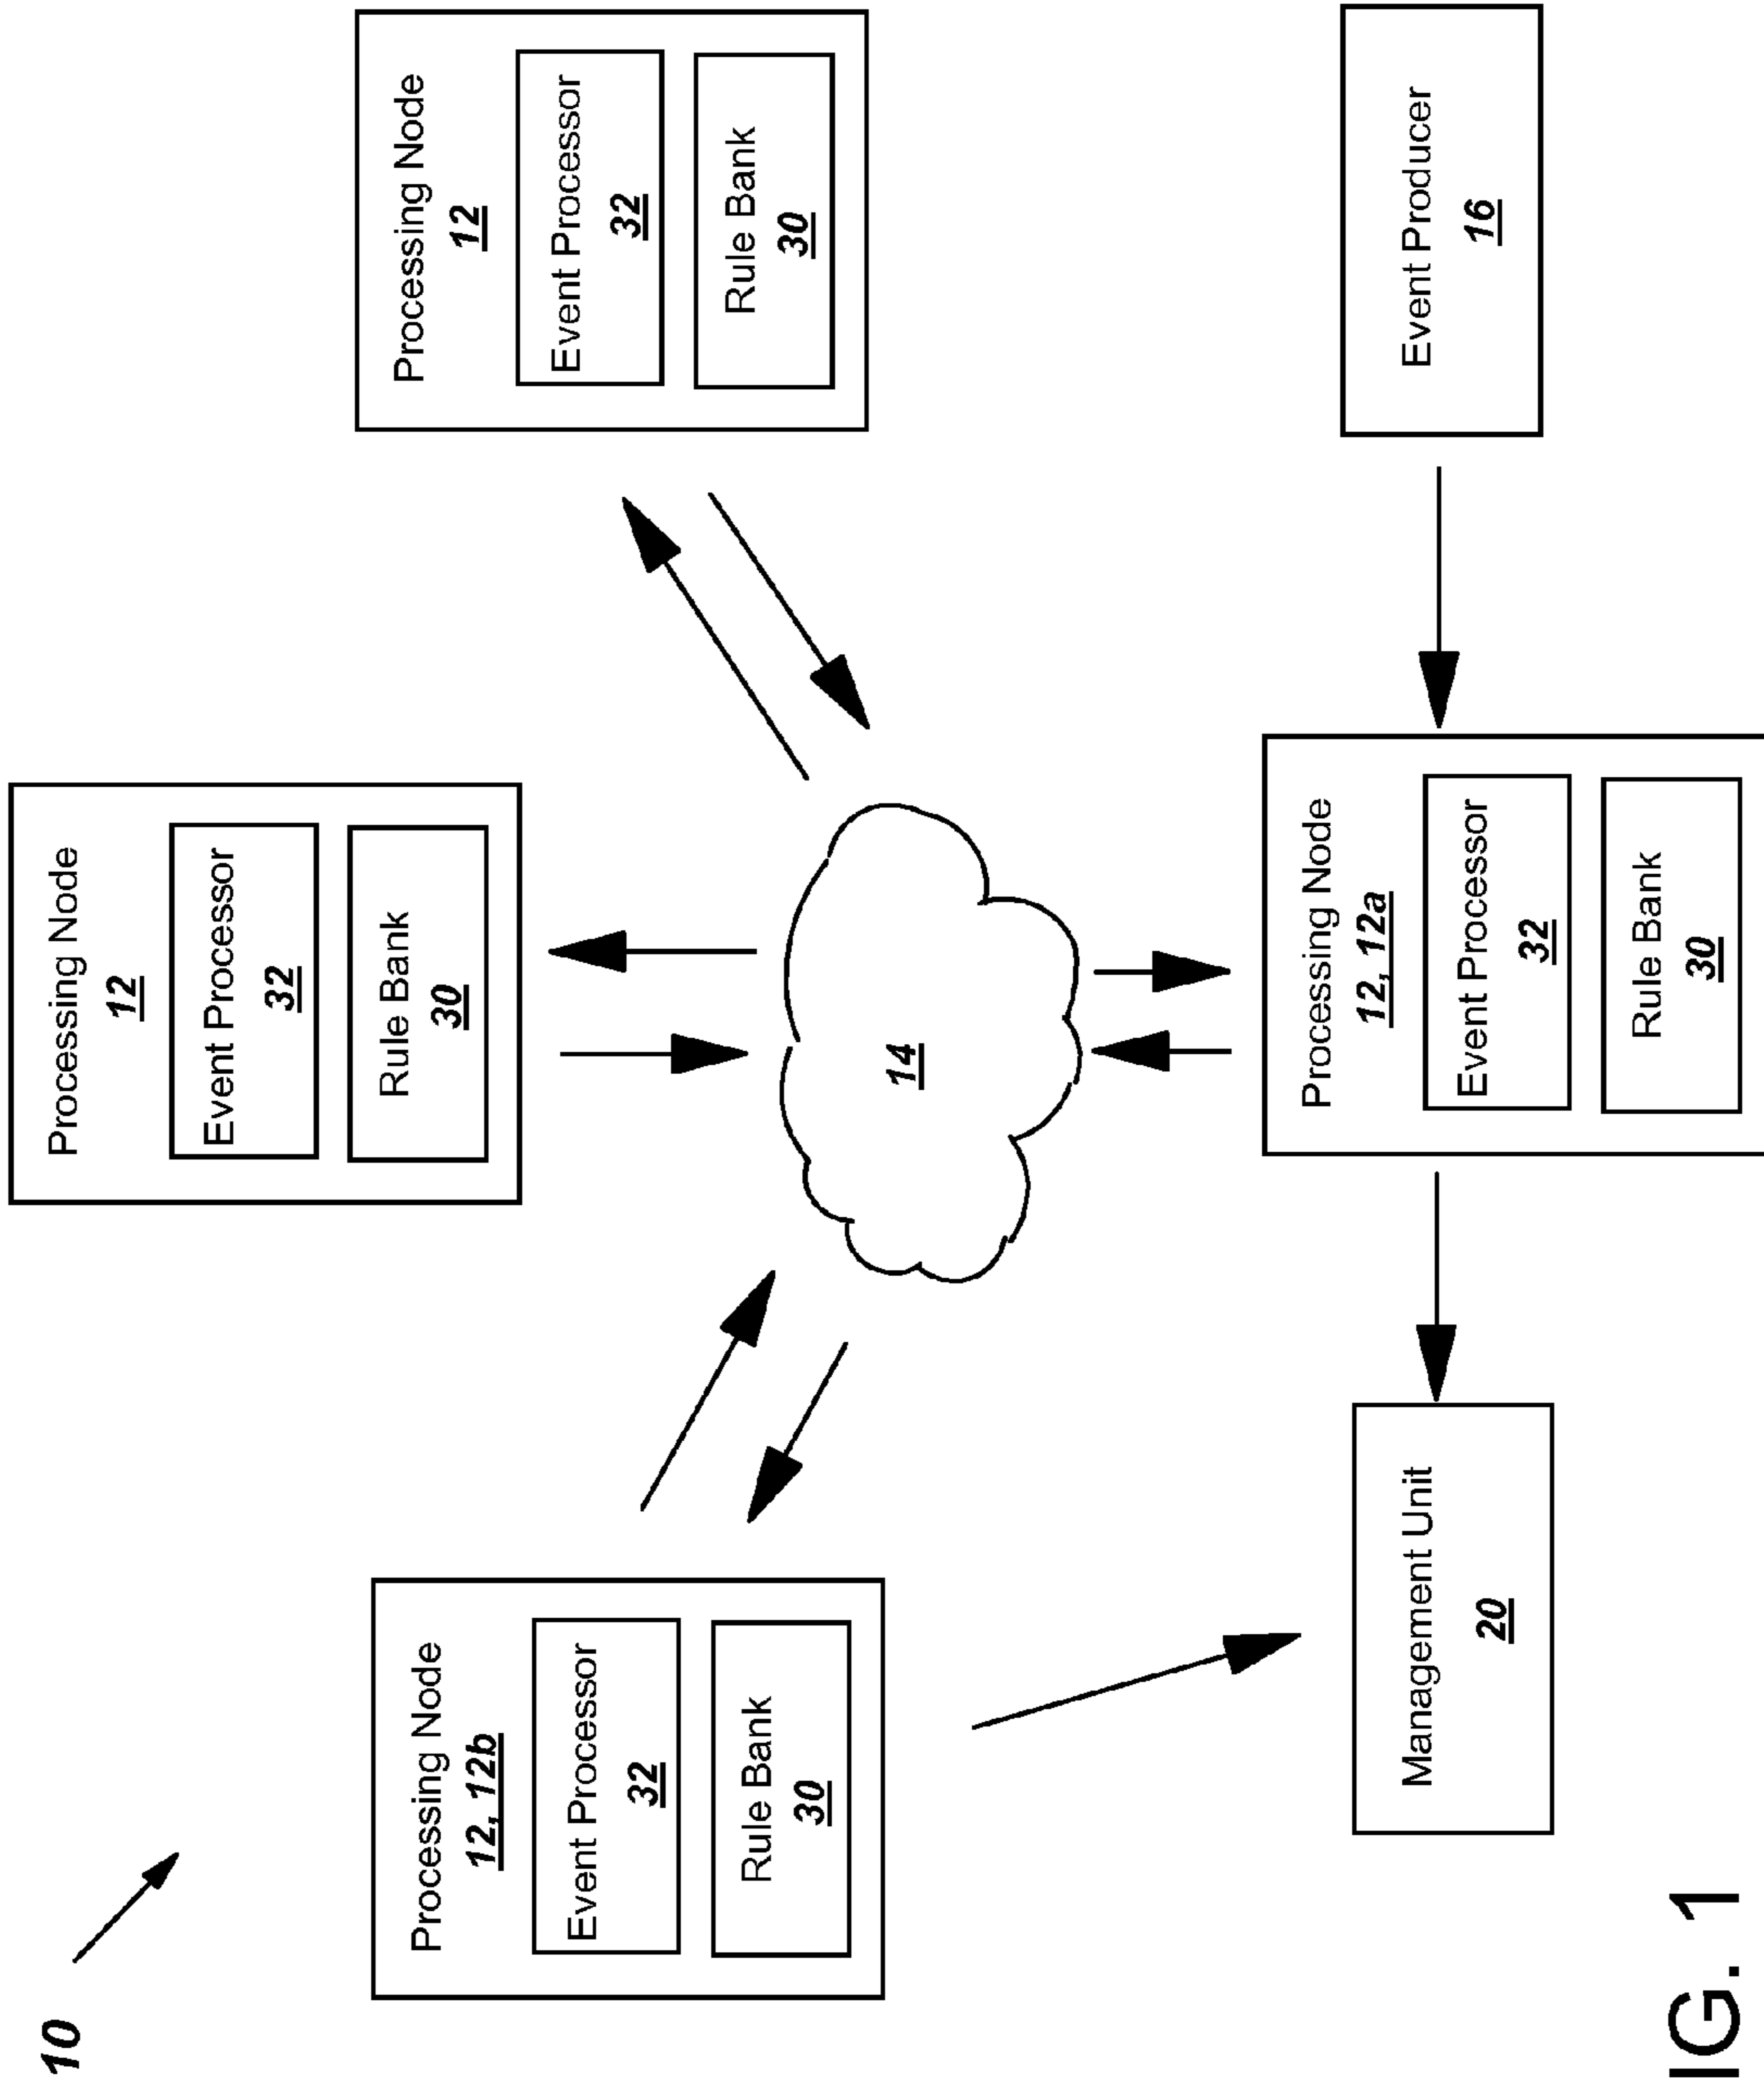 10
Processing Node
12
Event Processor
32
Rule Bank
30
Processing Node
12, 12b
Event Processor
32
Rule Bank
30
Processing Node
12
Event Processor
32
Rule Bank
30
14
Management Unit
20
Processing Node
12, 12a
Event Processor
32
Rule Bank
30
Event Producer
16
IG. 1